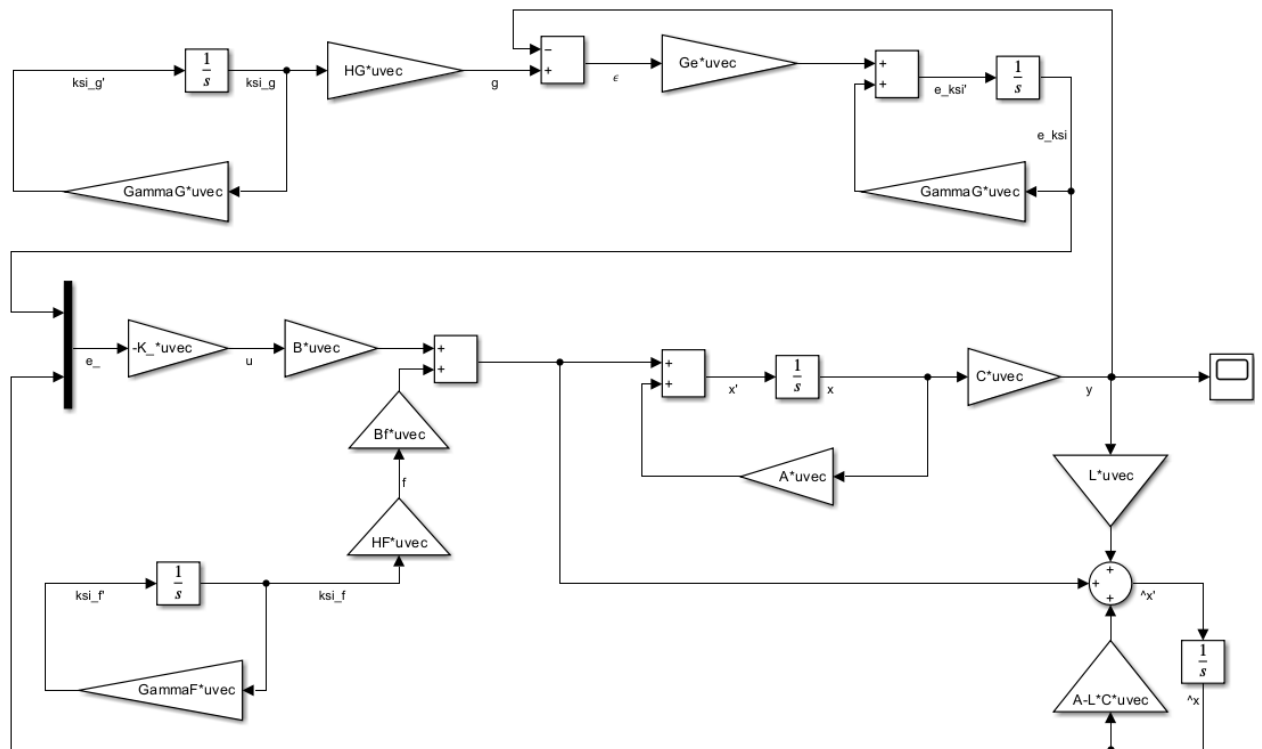 ksi_g'
1
s
ksi_g
HG*uvec
g
−
+
ϵ
Ge*uvec
+
+
e_ksi'
1
s
e_ksi
GammaG*uvec
GammaG*uvec
e_
-K_*uvec
u
B*uvec
+
+
+
+
x'
1
s
x
C*uvec
y
Bf*uvec
A*uvec
L*uvec
f
HF*uvec
ksi_f'
1
s
ksi_f
+
+
+
^x'
GammaF*uvec
A-L*C*uvec
1
s
^x